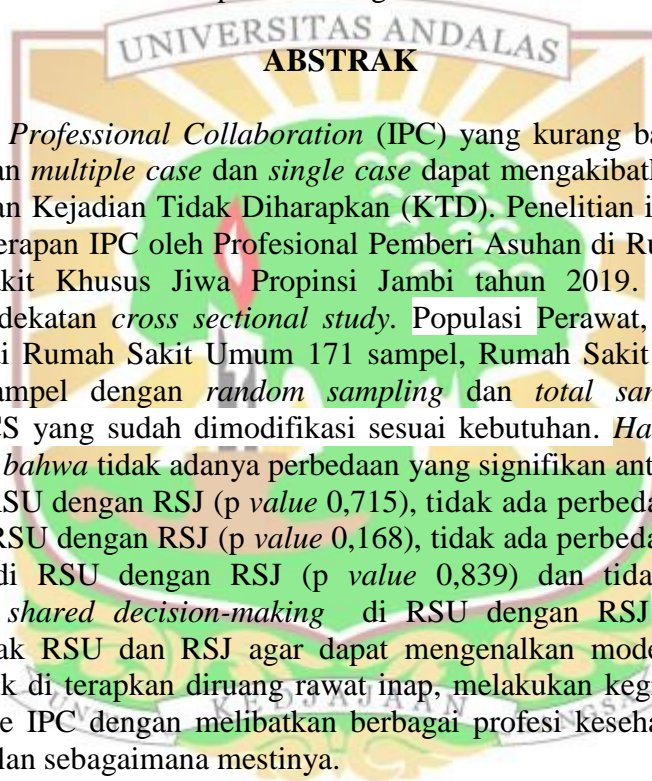 UNIVERSITAS ANDALAS
ABSTRAK
Professional Collaboration (IPC) yang kurang ba
an multiple case dan single case dapat mengakibatl
an Kejadian Tidak Diharapkan (KTD). Penelitian i
erapan IPC oleh Profesional Pemberi Asuhan di Ru
akit Khusus Jiwa Propinsi Jambi tahun 2019.
dekatan cross sectional study. Populasi Perawat,
di Rumah Sakit Umum 171 sampel, Rumah Sakit
ampel dengan random sampling dan total san
CS yang sudah dimodifikasi sesuai kebutuhan. Ha
bahwa tidak adanya perbedaan yang signifikan ant
RSU dengan RSJ (p value 0,715), tidak ada perbeda
RSU dengan RSJ (p value 0,168), tidak ada perbeda
di RSU dengan RSJ (p value 0,839) dan tida
shared decision-making di RSU dengan RSJ
ak RSU dan RSJ agar dapat mengenalkan mode
k di terapkan diruang rawat inap, melakukan keg
e IPC dengan melibatkan berbagai profesi keseha
lan sebagaimana mestinya.
KEDJAJAAN